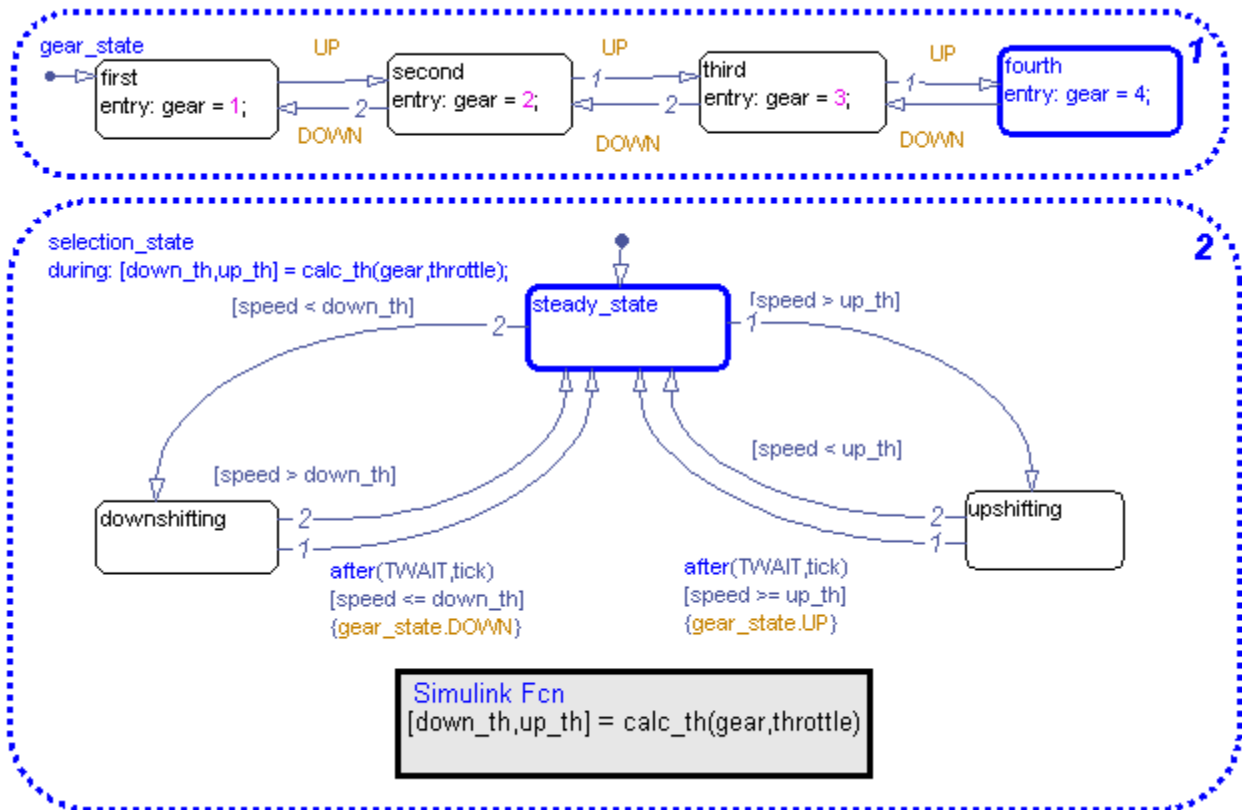 1
gear_state
UP
UP
UP
first
entry: gear = 1;
second
entry: gear = 2;
third
entry: gear = 3;
fourth
entry: gear = 4;
2
1
2
1
2
1
DOWN
DOWN
DOWN
2
selection_state
during: [down_th,up_th] = calc_th(gear,throttle);
[speed < down_th]
steady_state
[speed > up_th]
2
1
[speed > down_th]
[speed < up_th]
downshifting
2
1
upshifting
2
1
after(TWAIT,tick)
[speed <= down_th]
{gear_state.DOWN}
after(TWAIT,tick)
[speed >= up_th]
{gear_state.UP}
Simulink Fcn
[down_th,up_th] = calc_th(gear,throttle)